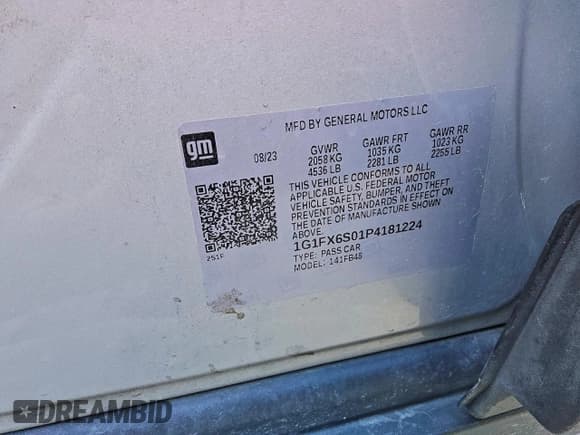 MFD BY GENERAL MOTORS LLC
gm
08/23
GVWR GAWR FRT GAWR RR
2058 KG 1035 KG 1023 KG
4536 LB 2281 LB 2255 LB
THIS VEHICLE CONFORMS TO ALL
APPLICABLE U.S. FEDERAL MOTOR
VEHICLE SAFETY, BUMPER, AND THEFT
PREVENTION STANDARDS IN EFFECT ON
THE DATE OF MANUFACTURE SHOWN
ABOVE.
1G1FX6S01P4181224
TYPE: PASS CAR
MODEL: 141FB48
251F
DREAMBID